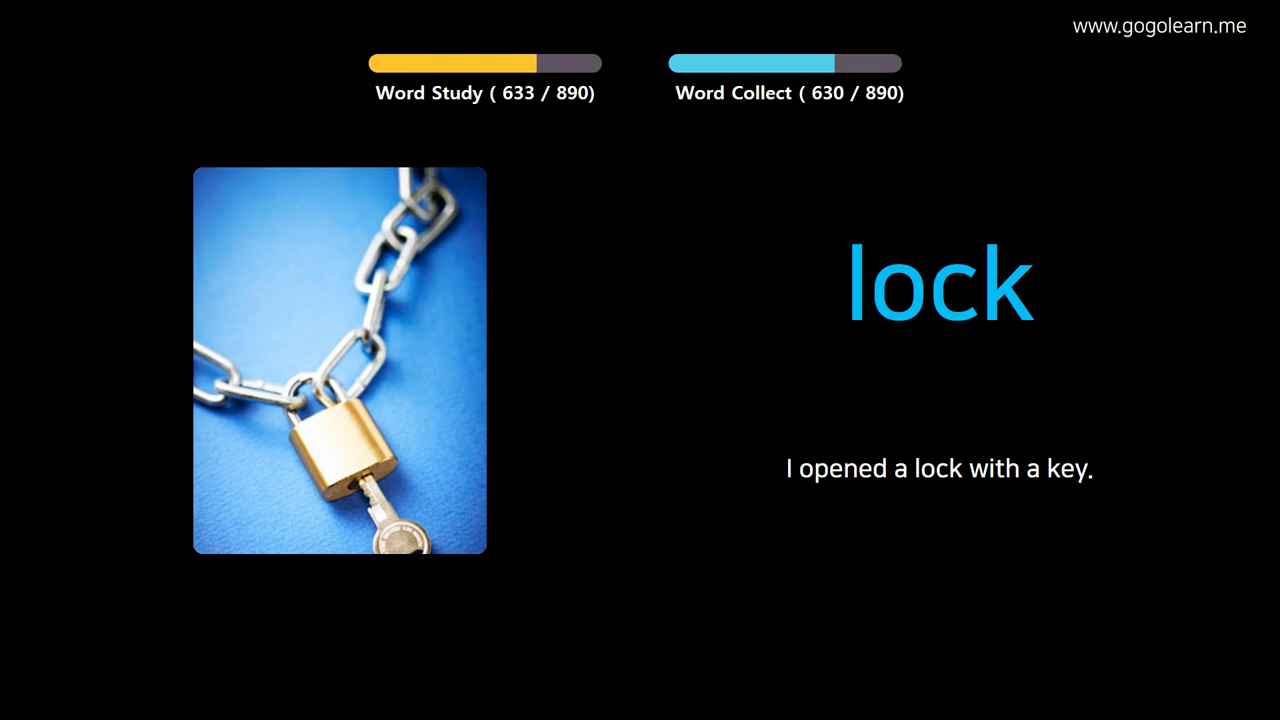 www.gogolearn.me
Word Study ( 633 / 890)
Word Collect ( 630 / 890)
lock
I opened a lock with a key.